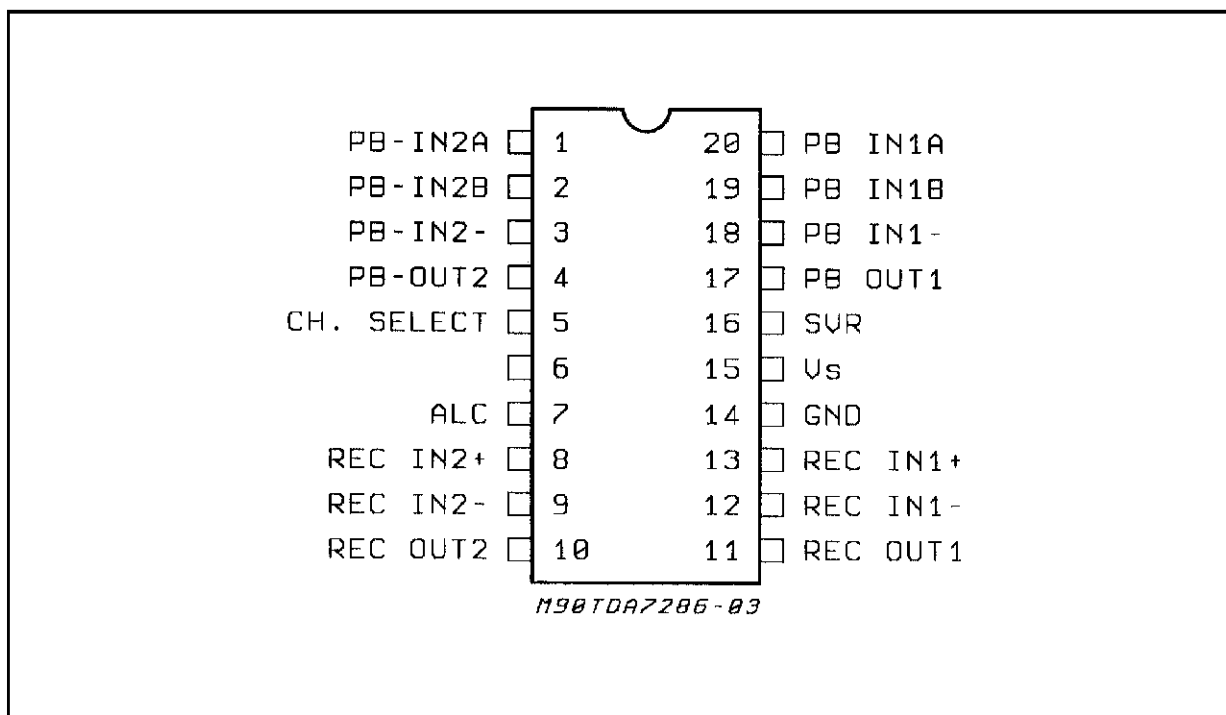 PB-IN2A 1 20 PB IN1A
PB-IN2B 2 19 PB IN1B
PB-IN2- 3 18 PB IN1-
PB-OUT2 4 17 PB OUT1
CH. SELECT 5 16 SVR
6 15 Vs
ALC 7 14 GND
REC IN2+ 8 13 REC IN1+
REC IN2- 9 12 REC IN1-
REC OUT2 10 11 REC OUT1
M90TDA7286-03